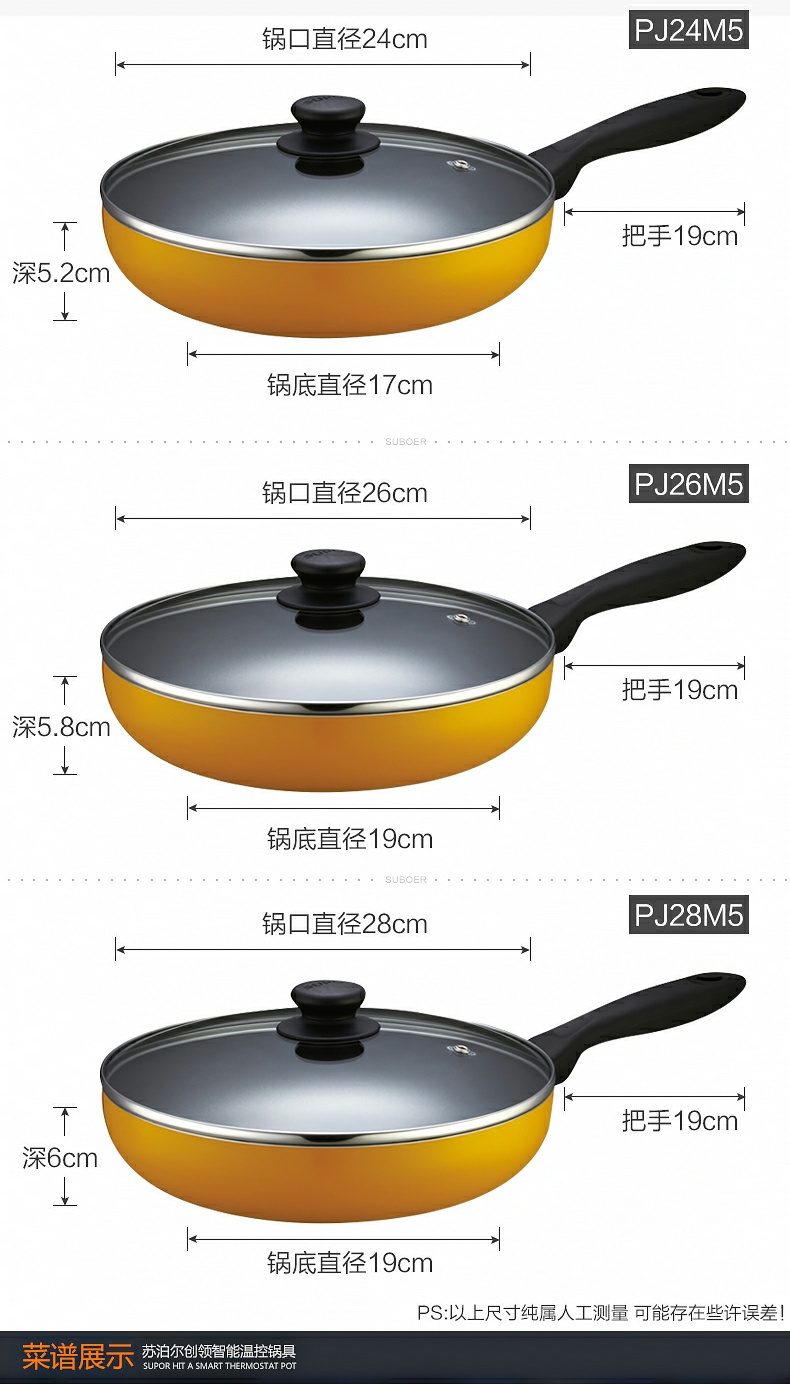 PJ24M5
锅口直径24cm
把手19cm
深5.2cm
锅底直径17cm
SUBOER
PJ26M5
锅口直径26cm
把手19cm
深5.8cm
锅底直径19cm
SUBOER
PJ28M5
锅口直径28cm
把手19cm
深6cm
锅底直径19cm
PS:以上尺寸纯属人工测量 可能存在些许误差!
菜谱展示
苏泊尔创领智能温控锅具
SUPOR HIT A SMART THERMOSTAT POT